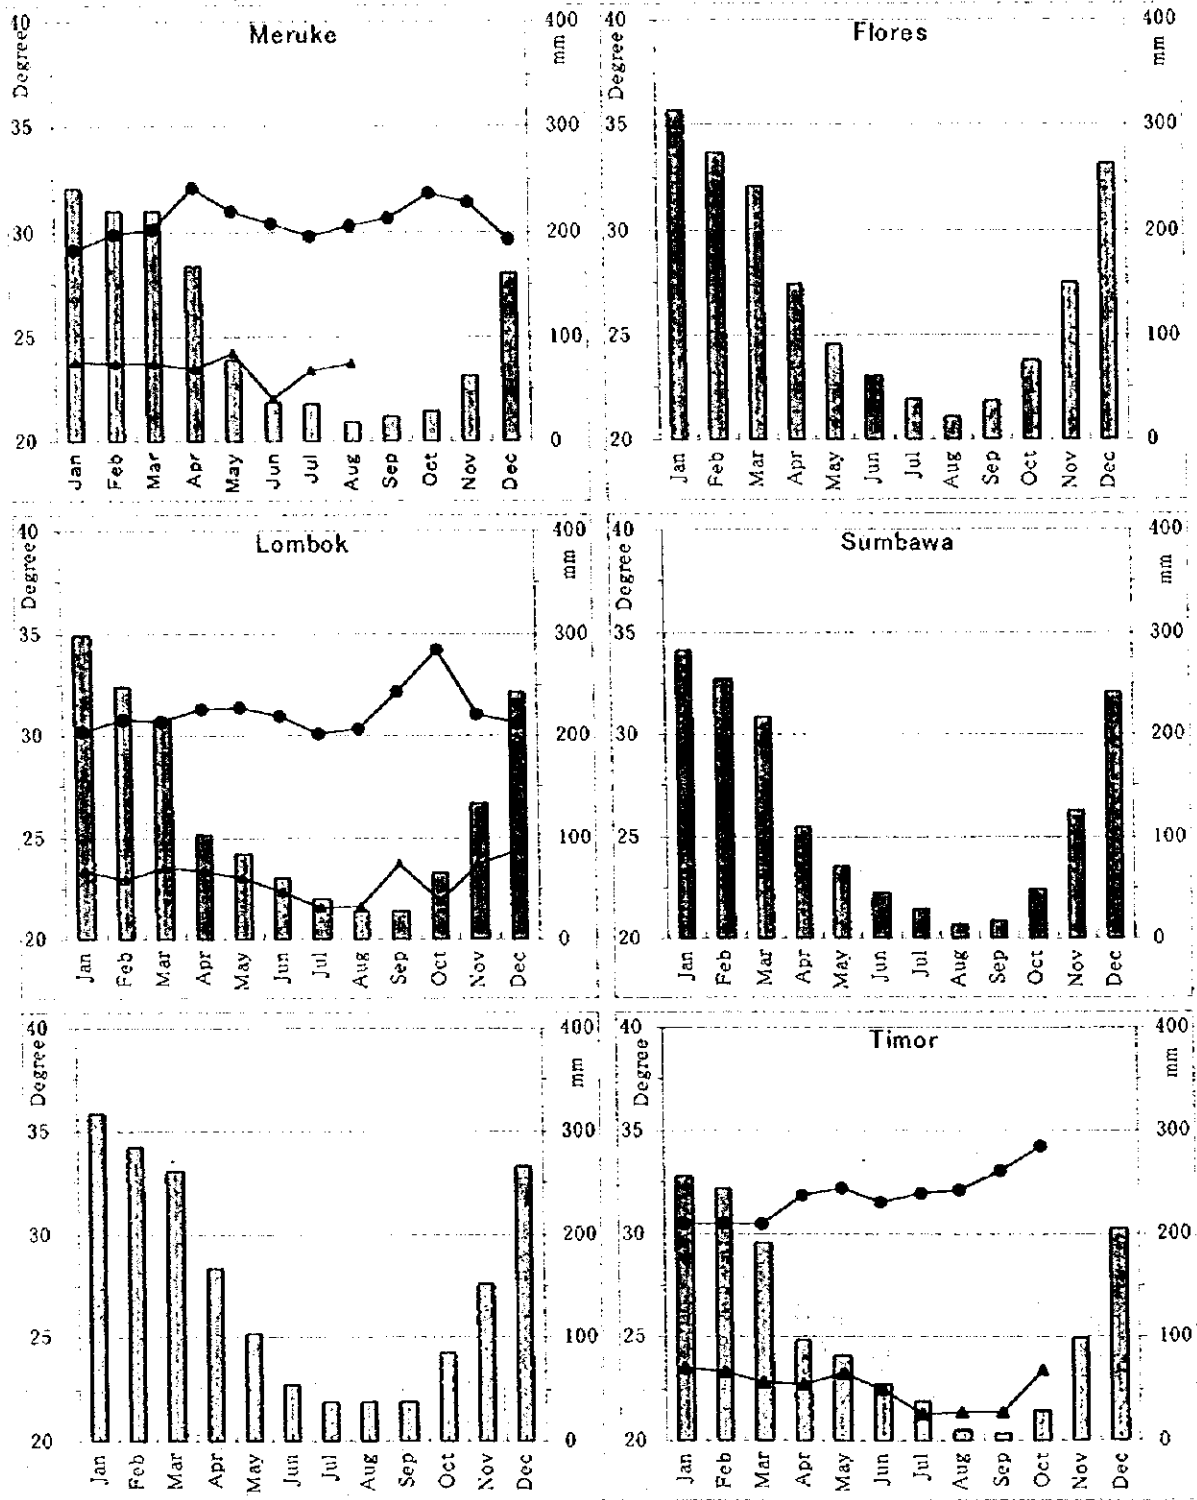 Meruke
Degree
mm
40
35
30
25
20
400
300
200
100
0
Jan
Feb
Mar
Apr
May
Jun
Jul
Aug
Sep
Oct
Nov
Dec
Flores
Degree
mm
40
35
30
25
20
400
300
200
100
0
Jan
Feb
Mar
Apr
May
Jun
Jul
Aug
Sep
Oct
Nov
Dec
Lombok
Degree
mm
40
35
30
25
20
400
300
200
100
0
Jan
Feb
Mar
Apr
May
Jun
Jul
Aug
Sep
Oct
Nov
Dec
Sumbawa
Degree
mm
40
35
30
25
20
400
300
200
100
0
Jan
Feb
Mar
Apr
May
Jun
Jul
Aug
Sep
Oct
Nov
Dec
Degree
mm
40
35
30
25
20
400
300
200
100
0
Jan
Feb
Mar
Apr
May
Jun
Jul
Aug
Sep
Oct
Nov
Dec
Timor
Degree
mm
40
35
30
25
20
400
300
200
100
0
Jan
Feb
Mar
Apr
May
Jun
Jul
Aug
Sep
Oct
Nov
Dec